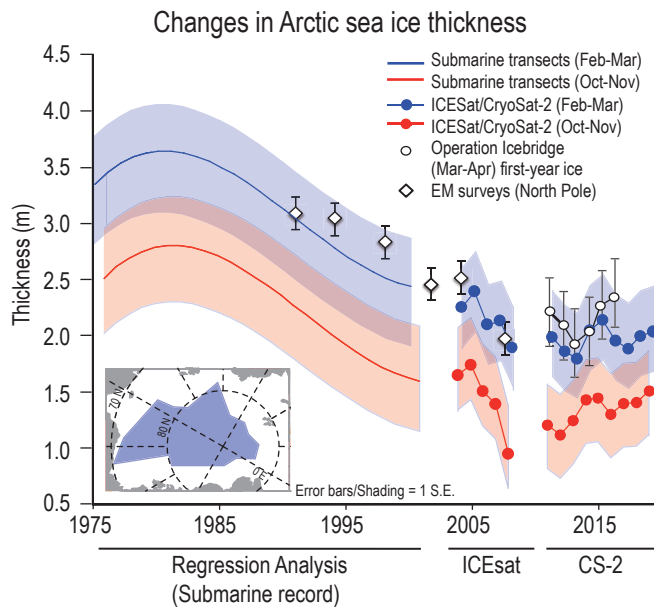 Changes in Arctic sea ice thickness
Submarine transects (Feb-Mar)
Submarine transects (Oct-Nov)
ICESat/CryoSat-2 (Feb-Mar)
ICESat/CryoSat-2 (Oct-Nov)
Operation Icebridge
(Mar-Apr) first-year ice
EM surveys (North Pole)
Thickness (m)
4.5
4.0
3.5
3.0
2.5
2.0
1.5
1.0
0.5
70 N
80 N
0 E
Error bars/Shading = 1 S.E.
1975
1985
1995
2005
2015
Regression Analysis
(Submarine record)
ICEsat
CS-2